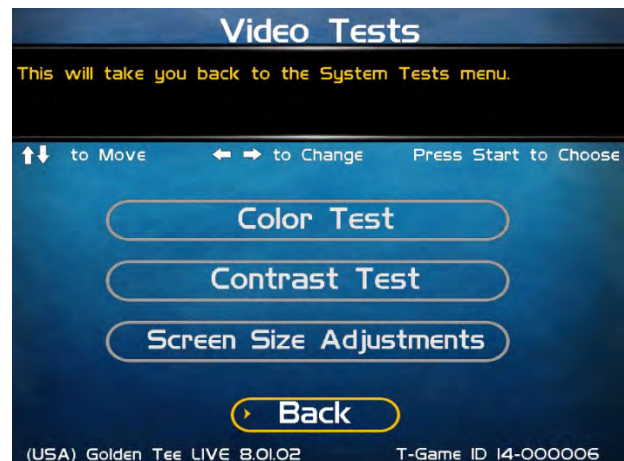 Video Tests
This will take you back to the System Tests menu.
to Move to Change Press Start to Choose
Color Test
Contrast Test
Screen Size Adjustments
Back
(USA) Golden Tee LIVE 8.01.02 T-Game ID 14-000006